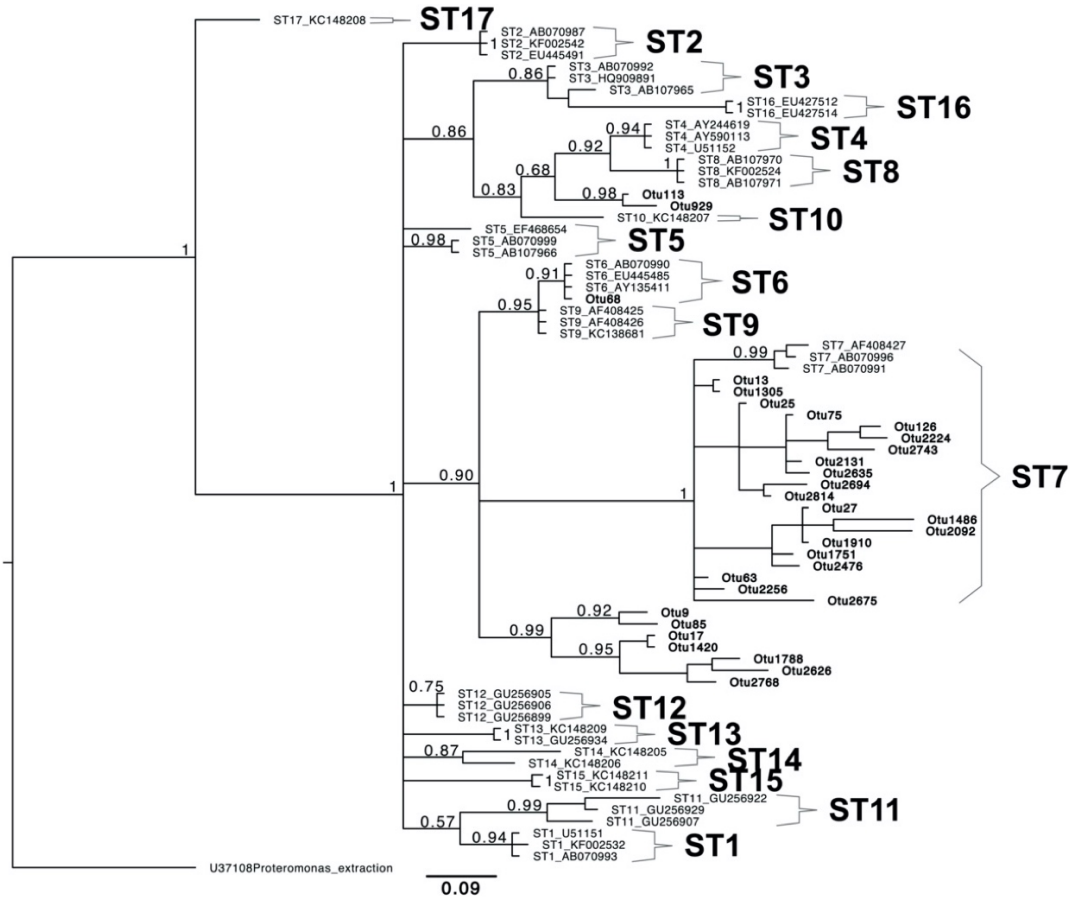 ST17_KC148208 ST17
ST2_AB070987
1 ST2_KF002542 ST2
ST2_EU445491
0.86 ST3_AB070992
ST3_HQ909891 ST3
ST3_AB107965
1 ST16_EU427512 ST16
ST16_EU427514
0.86
0.94 ST4_AY244619
ST4_AY590113 ST4
ST4_U51152
0.92
1 ST8_AB107970
ST8_KF002524 ST8
ST8_AB107971
0.68
0.83
0.98 Otu113
Otu929
ST10_KC148207 ST10
ST5_EF468654
0.98 ST5_AB070999 ST5
ST5_AB107966
1
0.91 ST6_AB070990
ST6_EU445485 ST6
ST6_AY135411
Otu68
0.95
ST9_AF408425
ST9_AF408426 ST9
ST9_KC138681
0.99 ST7_AF408427
ST7_AB070996
ST7_AB070991
Otu13
Otu1305
Otu25
Otu75
Otu126
Otu2224
Otu2743
Otu2131
Otu2635
0.90
1
1
ST7
Otu2694
Otu2814
Otu27
Otu1486
Otu2092
Otu1910
Otu1751
Otu2476
Otu63
Otu2256
Otu2675
0.92 Otu9
Otu85
0.99
Otu17
0.95 Otu1420
Otu1788
Otu2626
Otu2768
0.75 ST12_GU256905
ST12_GU256906 ST12
ST12_GU256899
1 ST13_KC148209 ST13
ST13_GU256934
0.87 ST14_KC148205 ST14
ST14_KC148206
1 ST15_KC148211 ST15
ST15_KC148210
0.99 ST11_GU256922
ST11_GU256929 ST11
ST11_GU256907
0.57
0.94 ST1_U51151
ST1_KF002532 ST1
ST1_AB070993
U37108Proteromonas_extraction
0.09